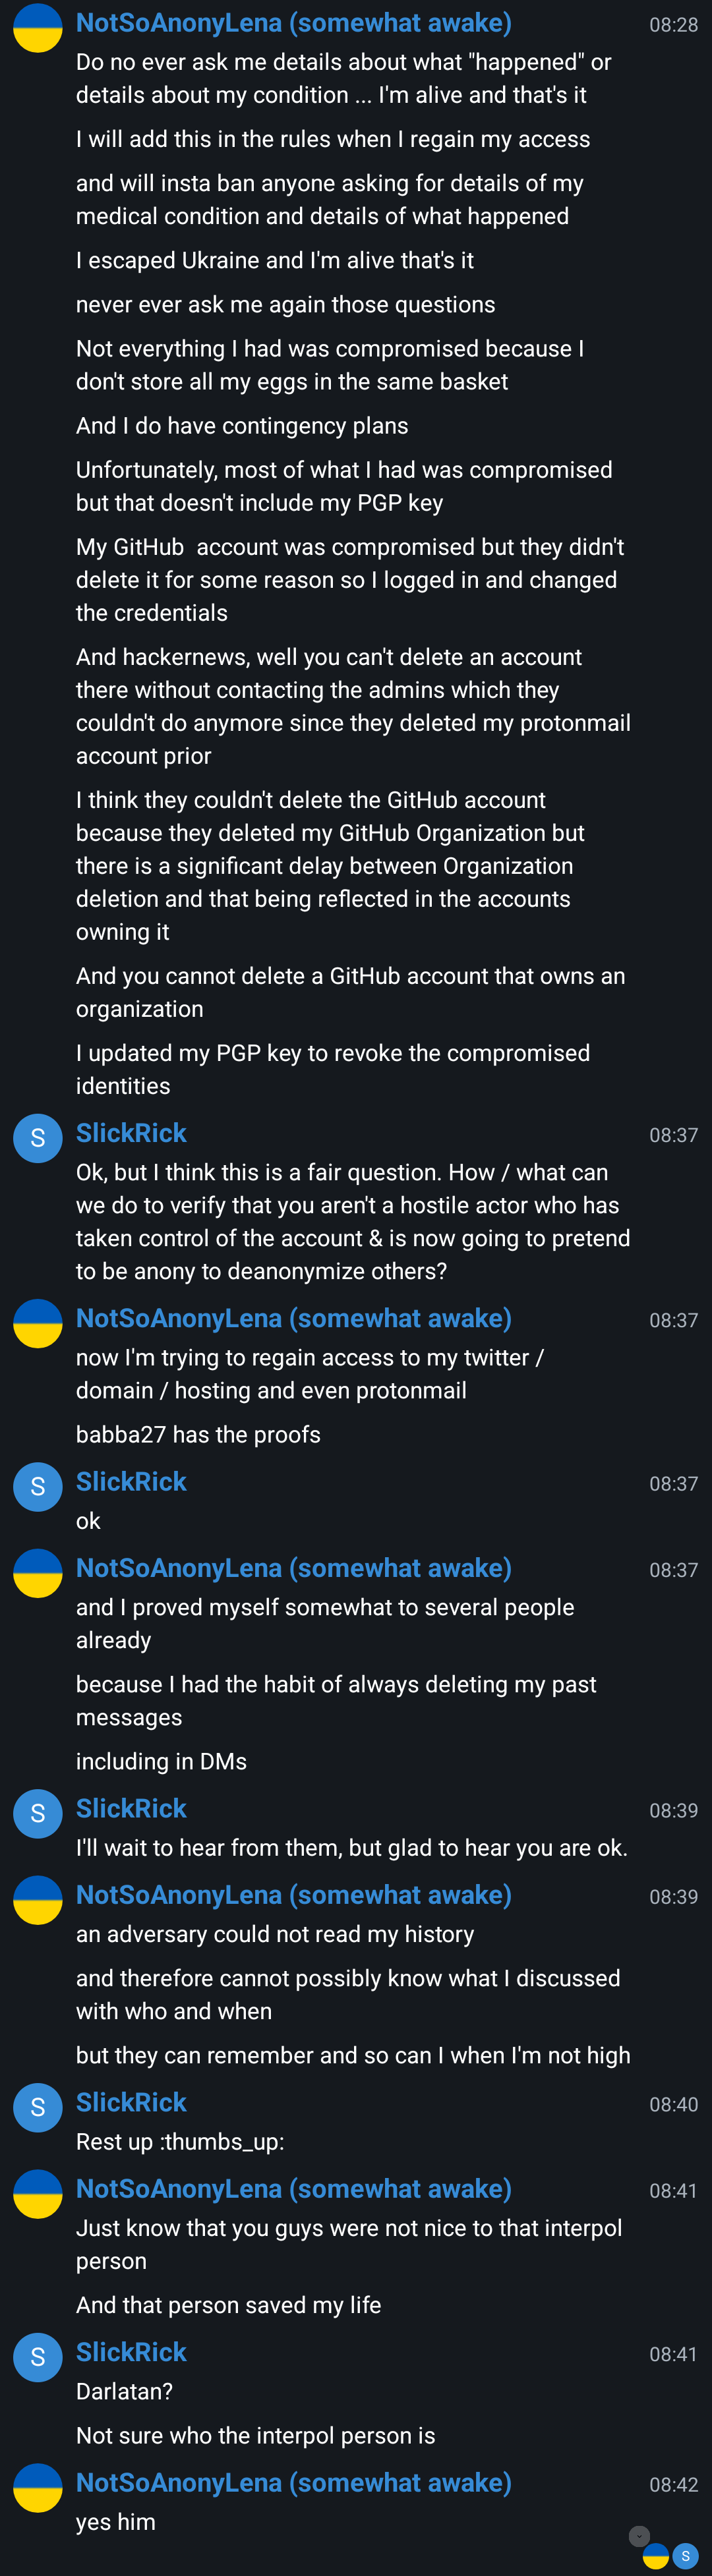 NotSoAnonyLena (somewhat awake) 08:28
Do no ever ask me details about what "happened" or
details about my condition ... I'm alive and that's it
I will add this in the rules when I regain my access
and will insta ban anyone asking for details of my
medical condition and details of what happened
I escaped Ukraine and I'm alive that's it
never ever ask me again those questions
Not everything I had was compromised because I
don't store all my eggs in the same basket
And I do have contingency plans
Unfortunately, most of what I had was compromised
but that doesn't include my PGP key
My GitHub  account was compromised but they didn't
delete it for some reason so I logged in and changed
the credentials
And hackernews, well you can't delete an account
there without contacting the admins which they
couldn't do anymore since they deleted my protonmail
account prior
I think they couldn't delete the GitHub account
because they deleted my GitHub Organization but
there is a significant delay between Organization
deletion and that being reflected in the accounts
owning it
And you cannot delete a GitHub account that owns an
organization
I updated my PGP key to revoke the compromised
identities
S SlickRick 08:37
Ok, but I think this is a fair question. How / what can
we do to verify that you aren't a hostile actor who has
taken control of the account & is now going to pretend
to be anony to deanonymize others?
NotSoAnonyLena (somewhat awake) 08:37
now I'm trying to regain access to my twitter /
domain / hosting and even protonmail
babba27 has the proofs
S SlickRick 08:37
ok
NotSoAnonyLena (somewhat awake) 08:37
and I proved myself somewhat to several people
already
because I had the habit of always deleting my past
messages
including in DMs
S SlickRick 08:39
I'll wait to hear from them, but glad to hear you are ok.
NotSoAnonyLena (somewhat awake) 08:39
an adversary could not read my history
and therefore cannot possibly know what I discussed
with who and when
but they can remember and so can I when I'm not high
S SlickRick 08:40
Rest up :thumbs_up:
NotSoAnonyLena (somewhat awake) 08:41
Just know that you guys were not nice to that interpol
person
And that person saved my life
S SlickRick 08:41
Darlatan?
Not sure who the interpol person is
NotSoAnonyLena (somewhat awake) 08:42
yes him
S